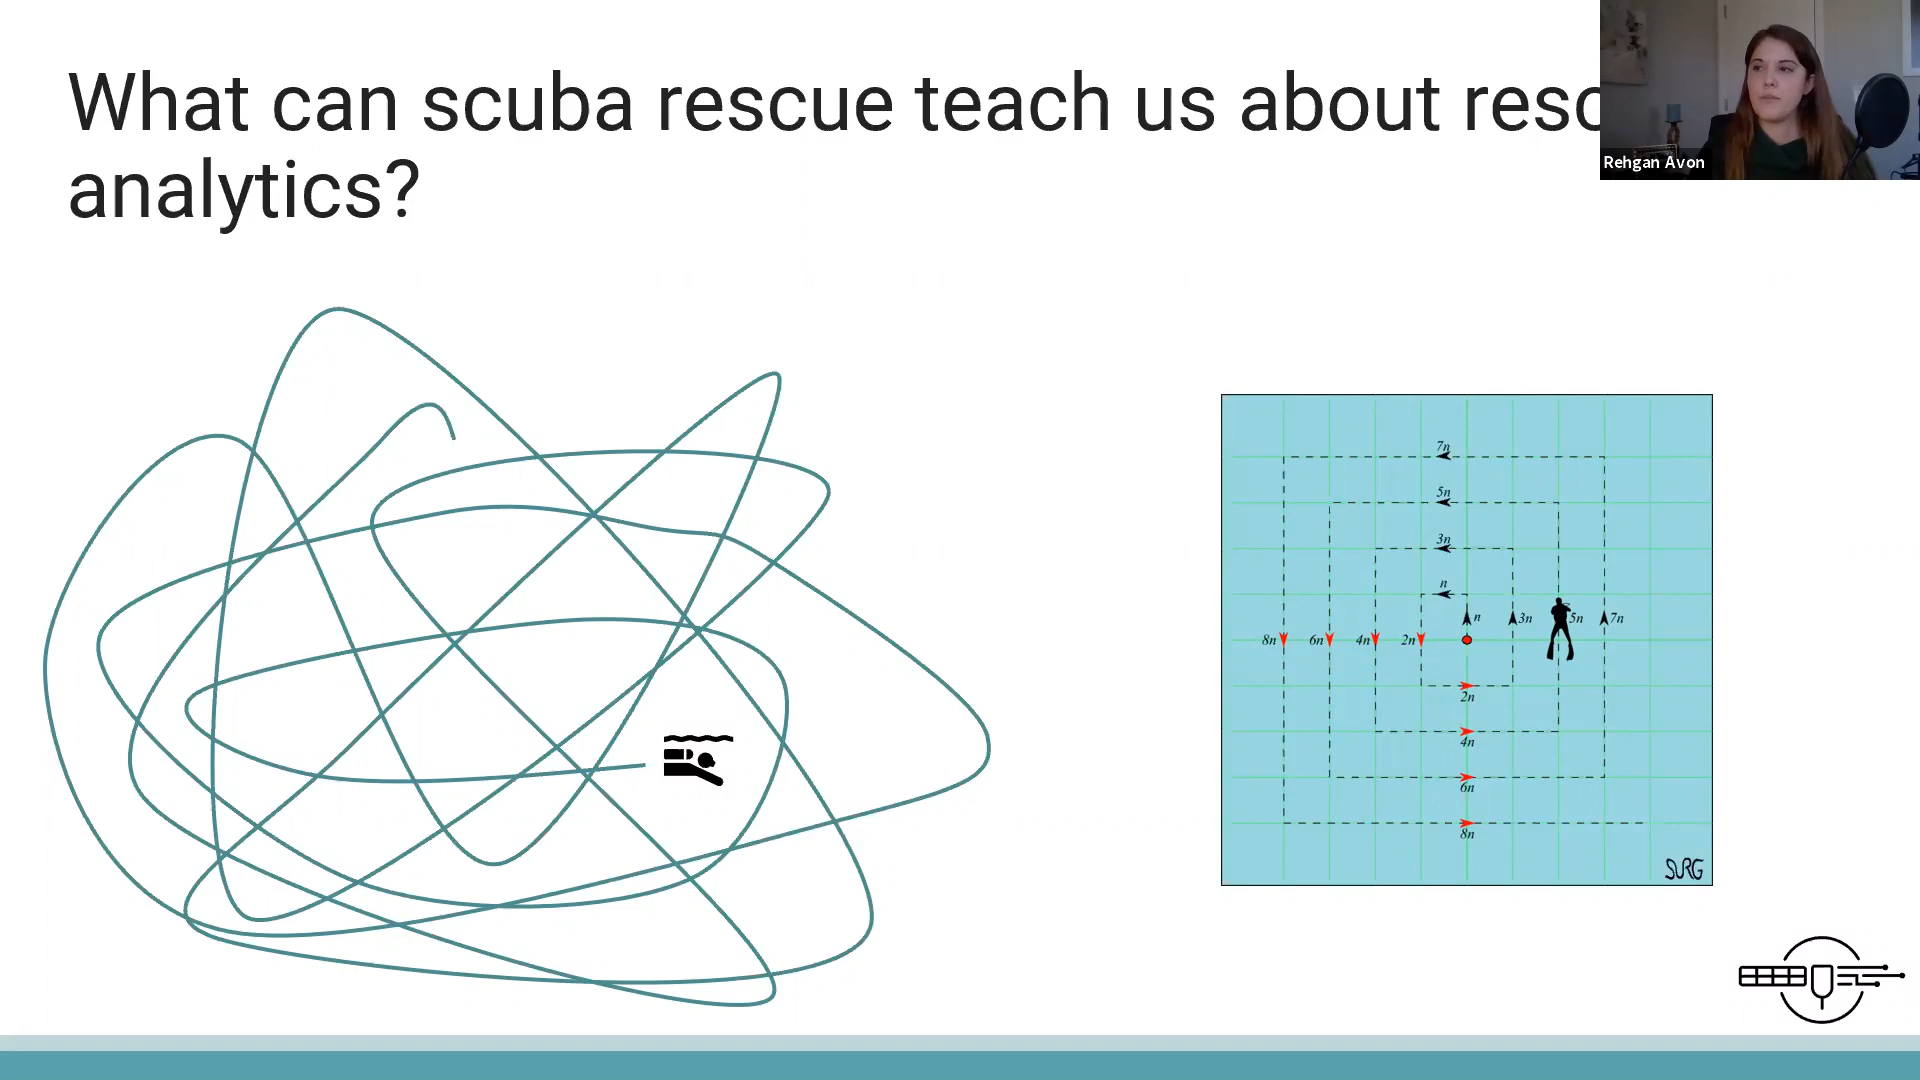 What can scuba rescue teach us about
analytics?
Rehgan Avon
7n
5n
3n
n
n 3n 5n 7n
8n 6n 4n 2n
2n
4n
6n
8n
SURG